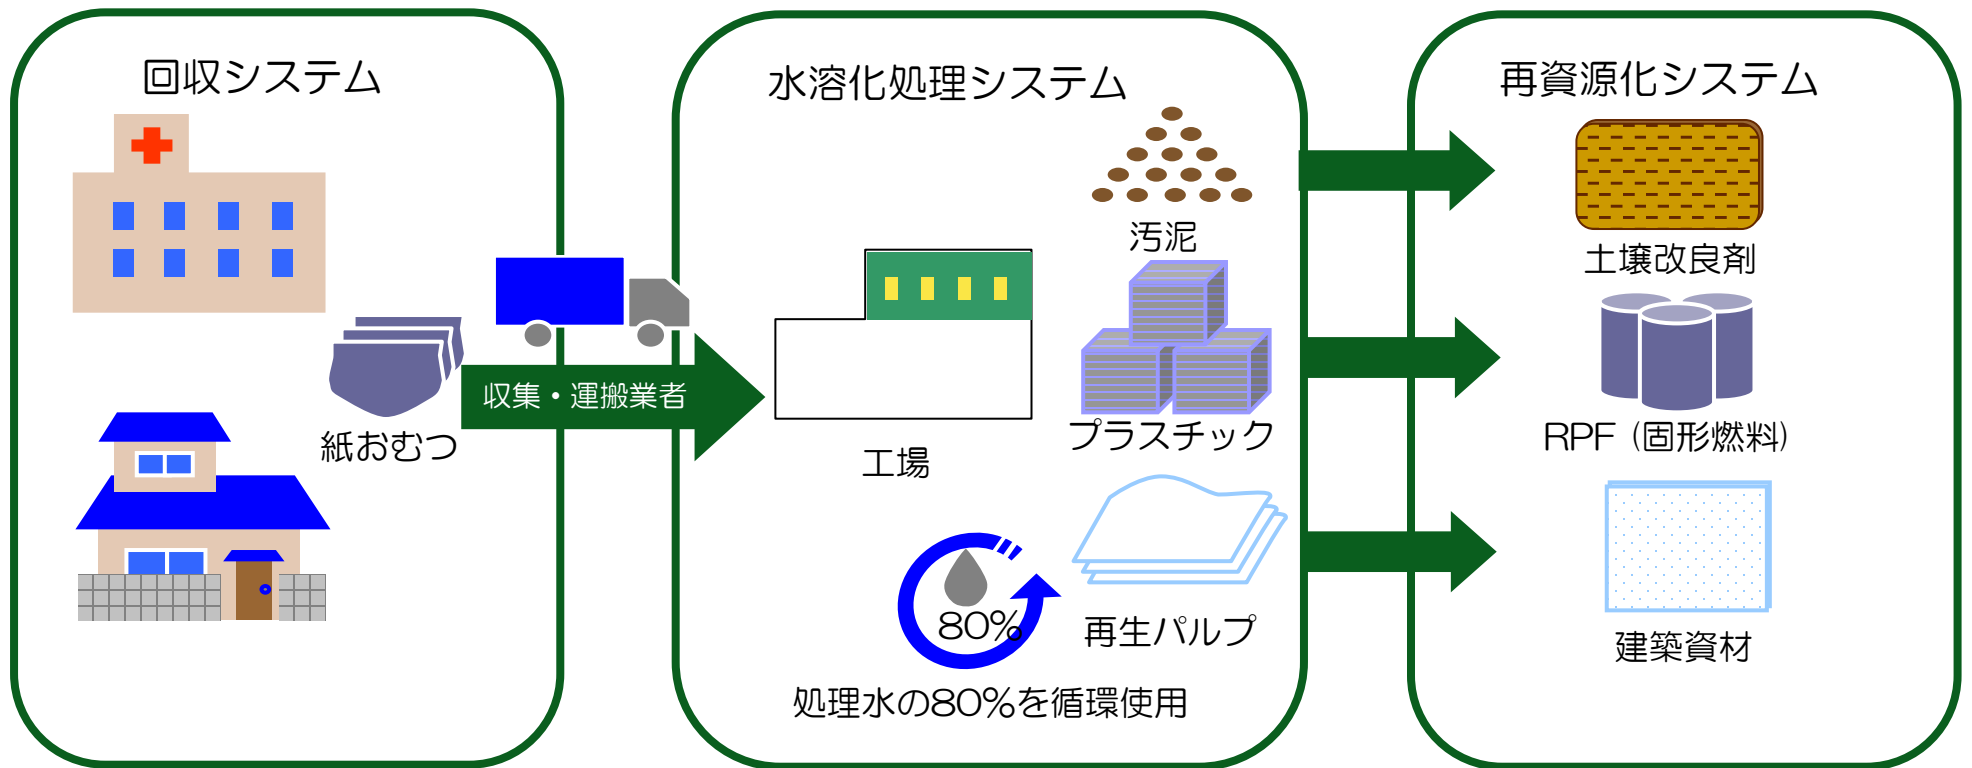 回収システム
紙おむつ
収集・運搬業者
水溶化処理システム
汚泥
プラスチック
工場
80%
再生パルプ
処理水の80%を循環使用
再資源化システム
土壌改良剤
RPF（固形燃料）
建築資材